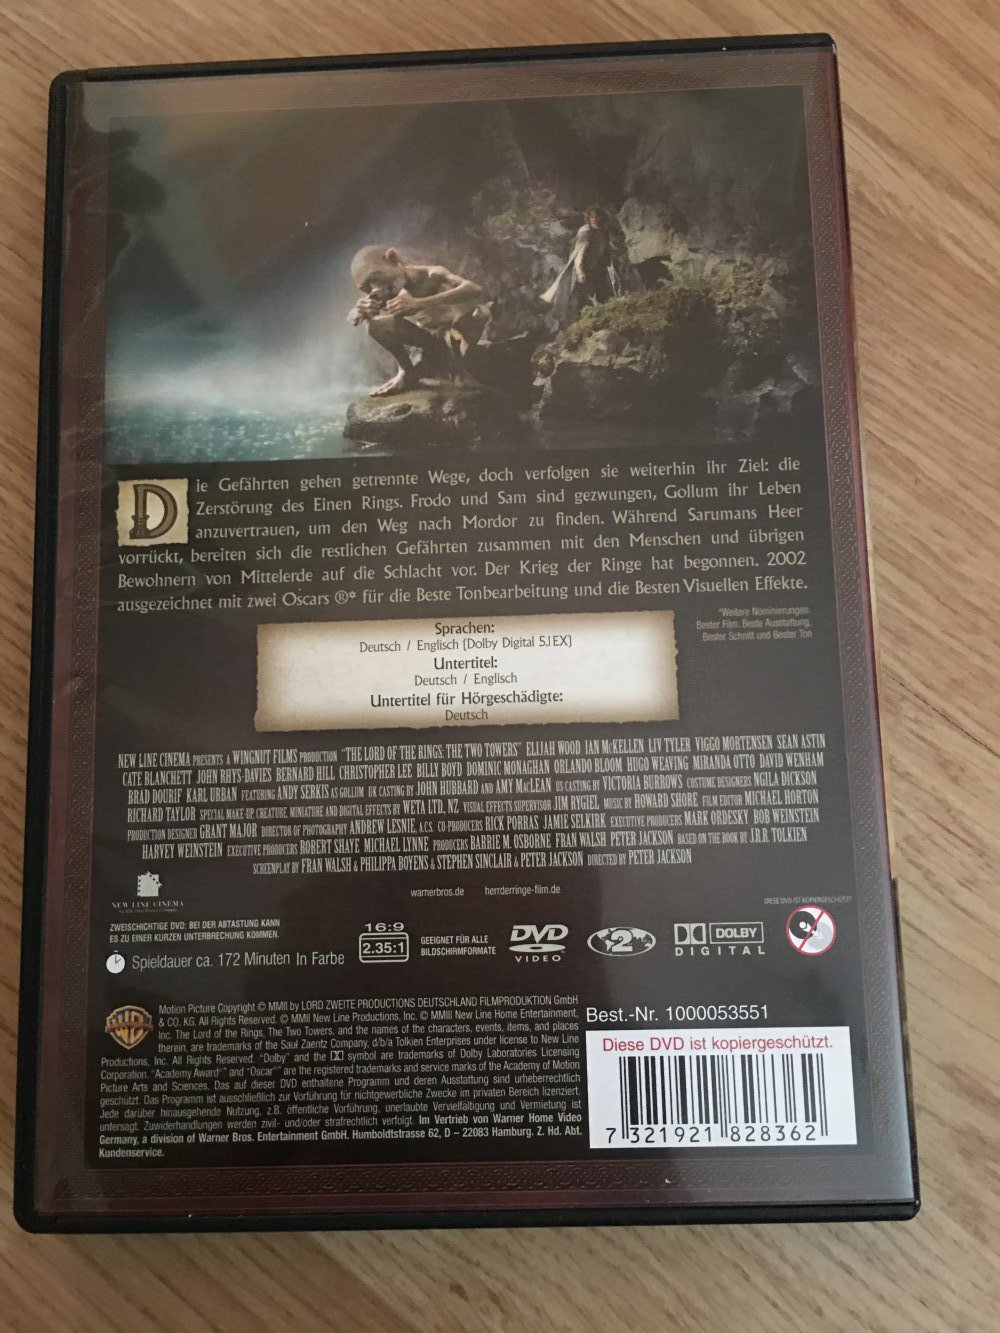 Die Gefährten gehen getrennte Wege, doch verfolgen sie weiterhin ihr Ziel: die
Zerstörung des Einen Rings. Frodo und Sam sind gezwungen, Gollum ihr Leben
anzuvertrauen, um den Weg nach Mordor zu finden. Während Sarumans Heer
vorrückt, bereiten sich die restlichen Gefährten zusammen mit den Menschen und übrigen
Bewohnern von Mittelerde auf die Schlacht vor. Der Krieg der Ringe hat begonnen. 2002
ausgezeichnet mit zwei Oscars ®* für die Beste Tonbearbeitung und die Besten Visuellen Effekte.
*Weitere Nominierungen:
Bester Film. Beste Ausstattung.
Bester Schnitt und Bester Ton
Sprachen:
Deutsch / Englisch (Dolby Digital 5.1 EX)
Untertitel:
Deutsch / Englisch
Untertitel für Hörgeschädigte:
Deutsch
NEW LINE CINEMA PRESENTS A WINGNUT FILMS PRODUCTION "THE LORD OF THE RINGS: THE TWO TOWERS" ELIJAH WOOD IAN McKELLEN LIV TYLER VIGGO MORTENSEN SEAN ASTIN
CATE BLANCHETT JOHN RHYS-DAVIES BERNARD HILL CHRISTOPHER LEE BILLY BOYD DOMINIC MONAGHAN ORLANDO BLOOM HUGO WEAVING MIRANDA OTTO DAVID WENHAM
BRAD DOURIF KARL URBAN FEATURING ANDY SERKIS AS GOLLUM UK CASTING BY JOHN HUBBARD AND AMY MacLEAN US CASTING BY VICTORIA BURROWS COSTUME DESIGNERS NGILA DICKSON
RICHARD TAYLOR SPECIAL MAKE-UP, CREATURE, MINIATURE AND DIGITAL EFFECTS BY WETA LTD, NZ VISUAL EFFECTS SUPERVISOR JIM RYGIEL MUSIC BY HOWARD SHORE FILM EDITOR MICHAEL HORTON
PRODUCTION DESIGNER GRANT MAJOR DIRECTOR OF PHOTOGRAPHY ANDREW LESNIE, A.C.S. CO-PRODUCERS RICK PORRAS JAMIE SELKIRK EXECUTIVE PRODUCERS MARK ORDESKY BOB WEINSTEIN
HARVEY WEINSTEIN EXECUTIVE PRODUCERS ROBERT SHAYE MICHAEL LYNNE PRODUCERS BARRIE M. OSBORNE FRAN WALSH PETER JACKSON BASED ON THE BOOK BY J.R.R. TOLKIEN
SCREENPLAY BY FRAN WALSH & PHILIPPA BOYENS & STEPHEN SINCLAIR & PETER JACKSON DIRECTED BY PETER JACKSON
warnerbros.de herrderringe-film.de
NEW LINE CINEMA
DIESE DVD IST KOPIERGESCHÜTZT
ZWEISCHICHTIGE DVD: BEI DER ABTASTUNG KANN
ES ZU EINER KURZEN UNTERBRECHUNG KOMMEN.
Spieldauer ca. 172 Minuten In Farbe
16:9
2.35:1
GEEIGNET FÜR ALLE
BILDSCHIRMFORMATE
DVD
VIDEO
2
DOLBY
DIGITAL
WB
Motion Picture Copyright © MMII by LORD ZWEITE PRODUCTIONS DEUTSCHLAND FILMPRODUKTION GmbH
& CO. KG. All Rights Reserved. © MMII New Line Productions, Inc. © MMIII New Line Home Entertainment,
Inc. The Lord of the Rings, The Two Towers, and the names of the characters, events, items, and places
therein, are trademarks of the Saul Zaentz Company, d/b/a Tolkien Enterprises under license to New Line
Productions, Inc. All Rights Reserved. "Dolby" and the symbol are trademarks of Dolby Laboratories Licensing
Corporation. "Academy Award®" and "Oscar®" are the registered trademarks and service marks of the Academy of Motion
Picture Arts and Sciences. Das auf dieser DVD enthaltene Programm und deren Ausstattung sind urheberrechtlich
geschützt. Das Programm ist ausschließlich zur Vorführung für nichtgewerbliche Zwecke im privaten Bereich lizenziert.
Jede darüber hinausgehende Nutzung, z.B. öffentliche Vorführung, unerlaubte Vervielfältigung und Vermietung ist
untersagt. Zuwiderhandlungen werden zivil- und/oder strafrechtlich verfolgt. Im Vertrieb von Warner Home Video
Germany, a division of Warner Bros. Entertainment GmbH. Humboldtstrasse 62, D – 22083 Hamburg. Z. Hd. Abt.
Kundenservice.
Best.-Nr. 1000053551
Diese DVD ist kopiergeschützt.
7 321921 828362